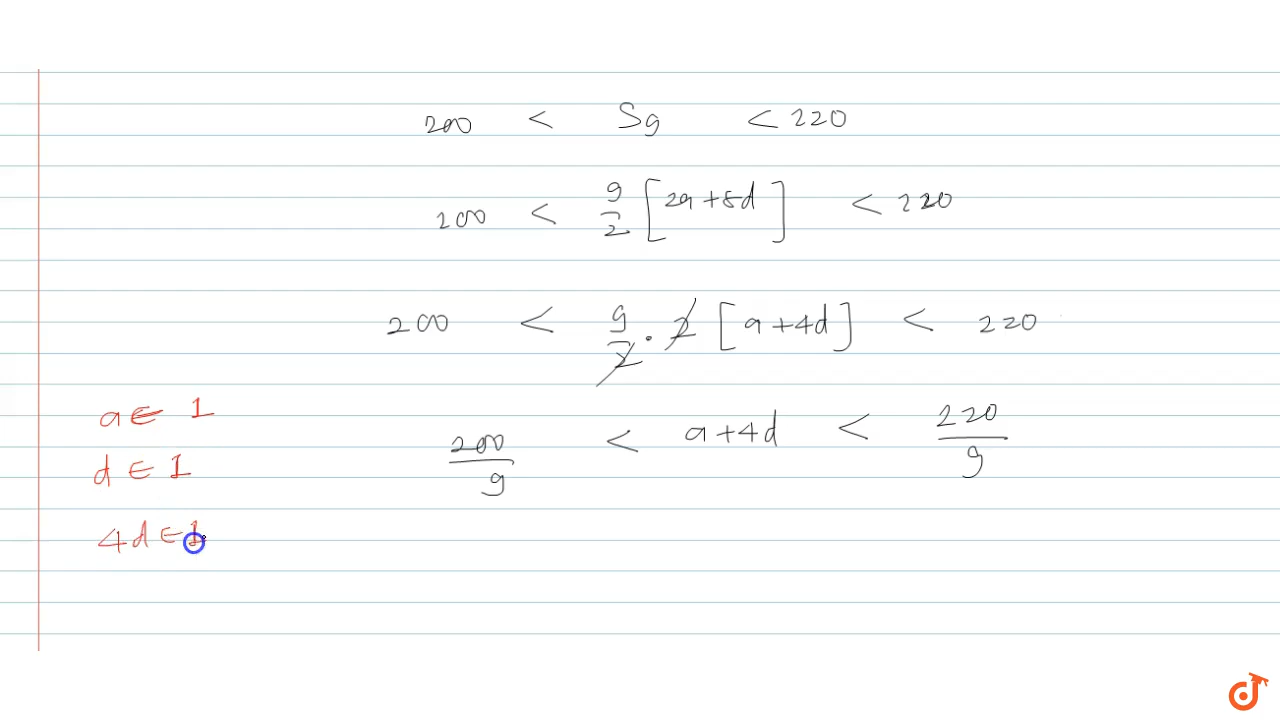 200 < S9 < 220
200 < 9/2 [2a + 8d] < 220
200 < 9/2 . 2 [a + 4d] < 220
200/9 < a + 4d < 220/9
a ∈ I
d ∈ I
4d ∈ I